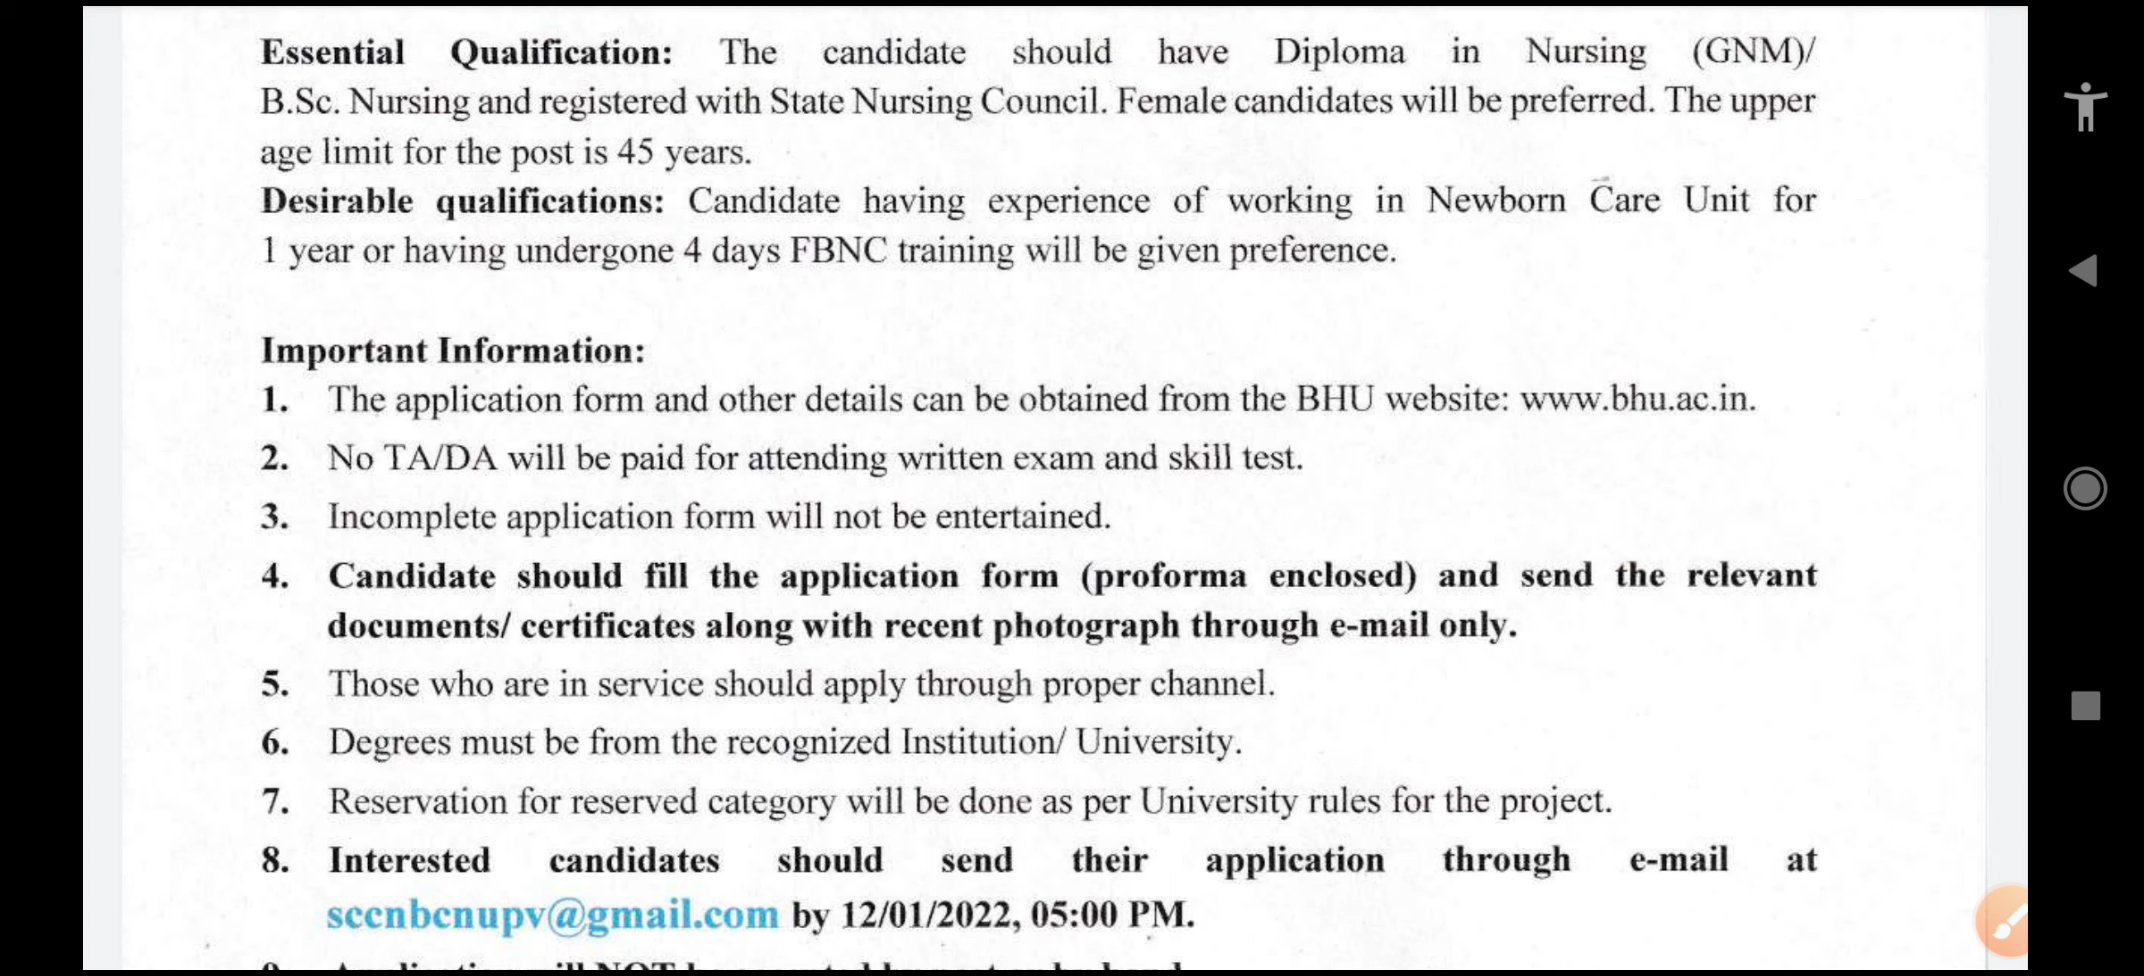 Essential Qualification: The candidate should have Diploma in Nursing (GNM)/
B.Sc. Nursing and registered with State Nursing Council. Female candidates will be preferred. The upper
age limit for the post is 45 years.
Desirable qualifications: Candidate having experience of working in Newborn Care Unit for
1 year or having undergone 4 days FBNC training will be given preference.
Important Information:
1. The application form and other details can be obtained from the BHU website: www.bhu.ac.in.
2. No TA/DA will be paid for attending written exam and skill test.
3. Incomplete application form will not be entertained.
4. Candidate should fill the application form (proforma enclosed) and send the relevant
documents/ certificates along with recent photograph through e-mail only.
5. Those who are in service should apply through proper channel.
6. Degrees must be from the recognized Institution/ University.
7. Reservation for reserved category will be done as per University rules for the project.
8. Interested candidates should send their application through e-mail at
sccnbcnupv@gmail.com by 12/01/2022, 05:00 PM.